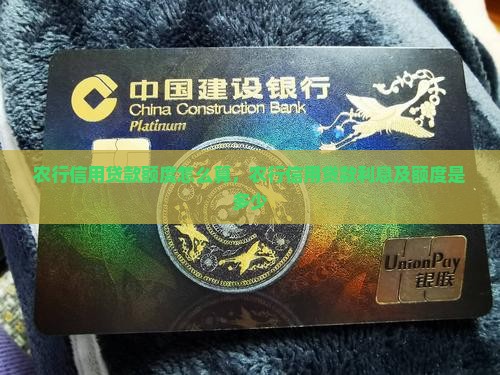 中国建设银行
China Construction Bank
Platinum
农行信用贷款额度怎么算,农行信用贷款利息及额度是
多少
UnionPay
银联